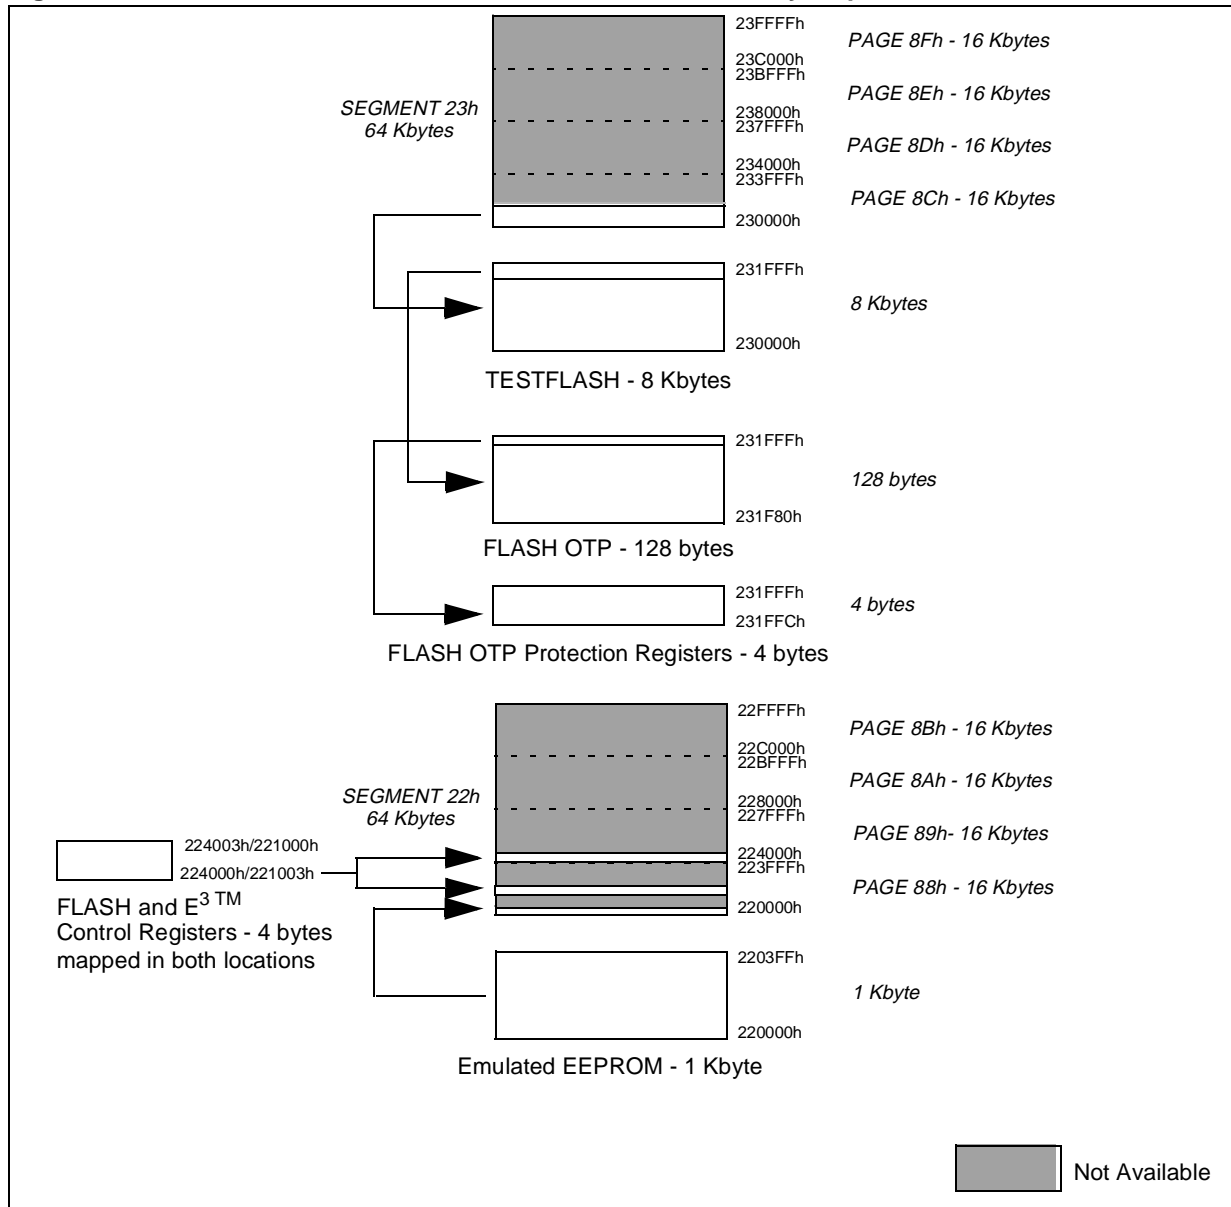 23FFFFh
PAGE 8Fh - 16 Kbytes
23C000h
23BFFFh
PAGE 8Eh - 16 Kbytes
SEGMENT 23h
64 Kbytes
238000h
237FFFh
PAGE 8Dh - 16 Kbytes
234000h
233FFFh
PAGE 8Ch - 16 Kbytes
230000h
231FFFh
8 Kbytes
230000h
TESTFLASH - 8 Kbytes
231FFFh
128 bytes
231F80h
FLASH OTP - 128 bytes
231FFFh
4 bytes
231FFCh
FLASH OTP Protection Registers - 4 bytes
22FFFFh
PAGE 8Bh - 16 Kbytes
22C000h
22BFFFh
PAGE 8Ah - 16 Kbytes
SEGMENT 22h
64 Kbytes
228000h
227FFFh
PAGE 89h- 16 Kbytes
224003h/221000h
224000h
223FFFh
224000h/221003h
PAGE 88h - 16 Kbytes
220000h
FLASH and E3 TM
Control Registers - 4 bytes
mapped in both locations
2203FFh
1 Kbyte
220000h
Emulated EEPROM - 1 Kbyte
Not Available